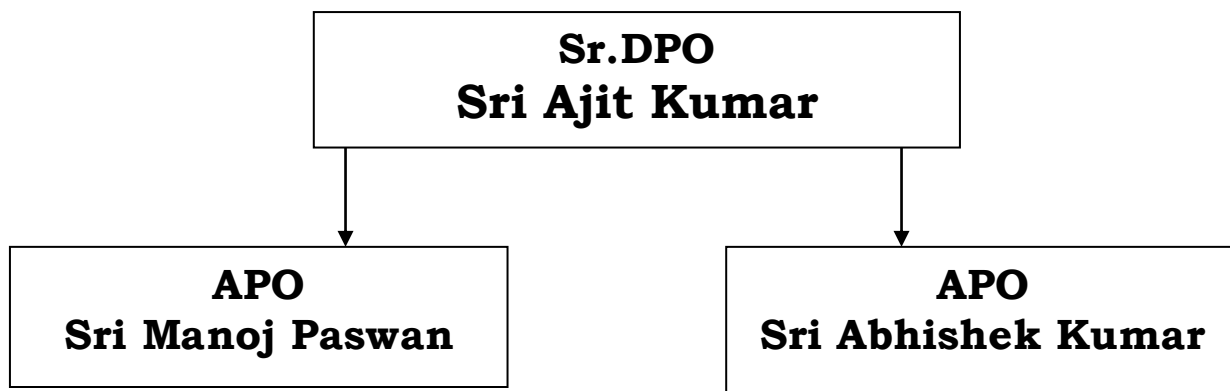 Sr.DPO
Sri Ajit Kumar
APO
Sri Manoj Paswan
APO
Sri Abhishek Kumar